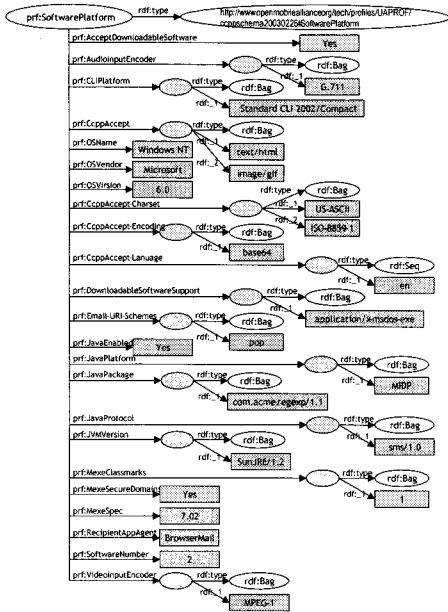 prf:SoftwarePlatform
rdf:type
http://www.openmobilealliance.org/tech/profiles/UAPROF/
ccppschema20030226#SoftwarePlatform
prf:AcceptDownloadableSoftware
Yes
prf:AudioInputEncoder
rdf:type
rdf:Bag
rdf:_1
G.711
prf:CLIPlatform
rdf:type
rdf:Bag
rdf:_1
Standard CLI 2002/Compact
prf:CcppAccept
rdf:type
rdf:Bag
rdf:_1
text/html
rdf:_2
image/gif
prf:OSName
Windows NT
prf:OSVendor
Microsoft
prf:OSVirsion
6.0
prf:CcppAccept-Charset
rdf:type
rdf:Bag
rdf:_1
US-ASCII
rdf:_2
ISO-8859-1
prf:CcppAccept-Encoding
rdf:type
rdf:Bag
rdf:_1
base64
prf:CcppAccept-Lanuage
rdf:type
rdf:Seq
rdf:_1
en
prf:DownloadableSoftwareSupport
rdf:type
rdf:Bag
rdf:_1
application/x-msdos-exe
prf:Email-URI-Schemes
rdf:type
rdf:Bag
rdf:_1
pop
prf:JavaEnabled
Yes
prf:JavaPlatform
rdf:type
rdf:Bag
rdf:_1
MIDP
prf:JavaPackage
rdf:type
rdf:Bag
rdf:_1
com.acme.regexp/1.1
prf:JavaProtocol
rdf:type
rdf:Bag
rdf:_1
sms/1.0
prf:JVMVersion
rdf:type
rdf:Bag
rdf:_1
SunJRE/1.2
prf:MexeClassmarks
rdf:type
rdf:Bag
rdf:_1
1
prf:MexeSecureDomains
Yes
prf:MexeSpec
7.02
prf:RecipientAppAgent
BrowserMail
prf:SoftwareNumber
2
prf:VideoInputEncoder
rdf:type
rdf:Bag
rdf:_1
MPEG-1